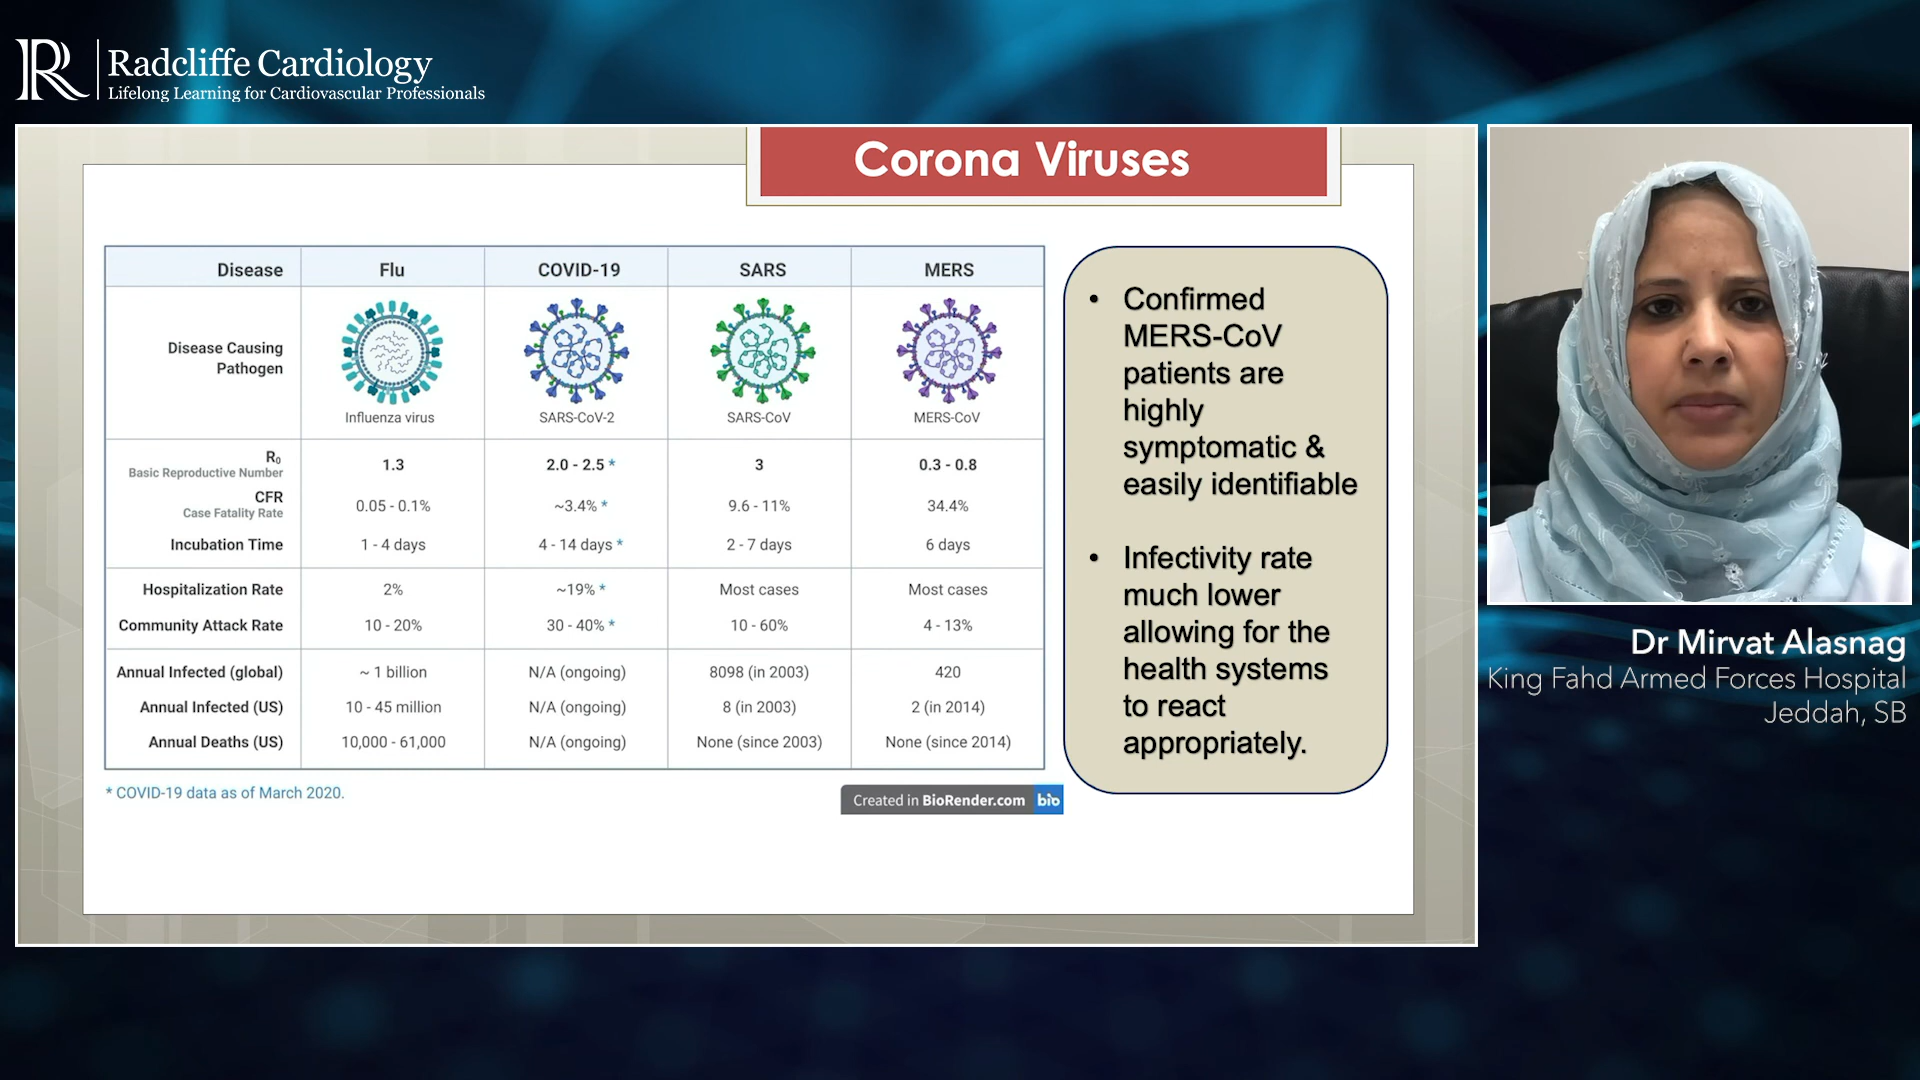 Radcliffe Cardiology
Lifelong Learning for Cardiovascular Professionals
Corona Viruses
Disease Flu COVID-19 SARS MERS
Disease Causing
Pathogen
Influenza virus SARS-CoV-2 SARS-CoV MERS-CoV
R₀ 1.3 2.0 - 2.5 * 3 0.3 - 0.8
Basic Reproductive Number
CFR
Case Fatality Rate 0.05 - 0.1% ~3.4% * 9.6 - 11% 34.4%
Incubation Time 1 - 4 days 4 - 14 days * 2 - 7 days 6 days
Hospitalization Rate 2% ~19% * Most cases Most cases
Community Attack Rate 10 - 20% 30 - 40% * 10 - 60% 4 - 13%
Annual Infected (global) ~ 1 billion N/A (ongoing) 8098 (in 2003) 420
Annual Infected (US) 10 - 45 million N/A (ongoing) 8 (in 2003) 2 (in 2014)
Annual Deaths (US) 10,000 - 61,000 N/A (ongoing) None (since 2003) None (since 2014)
* COVID-19 data as of March 2020.
Created in BioRender.com bio
• Confirmed
MERS-CoV
patients are
highly
symptomatic &
easily identifiable
• Infectivity rate
much lower
allowing for the
health systems
to react
appropriately.
Dr Mirvat Alasnag
King Fahd Armed Forces Hospital
Jeddah, SB